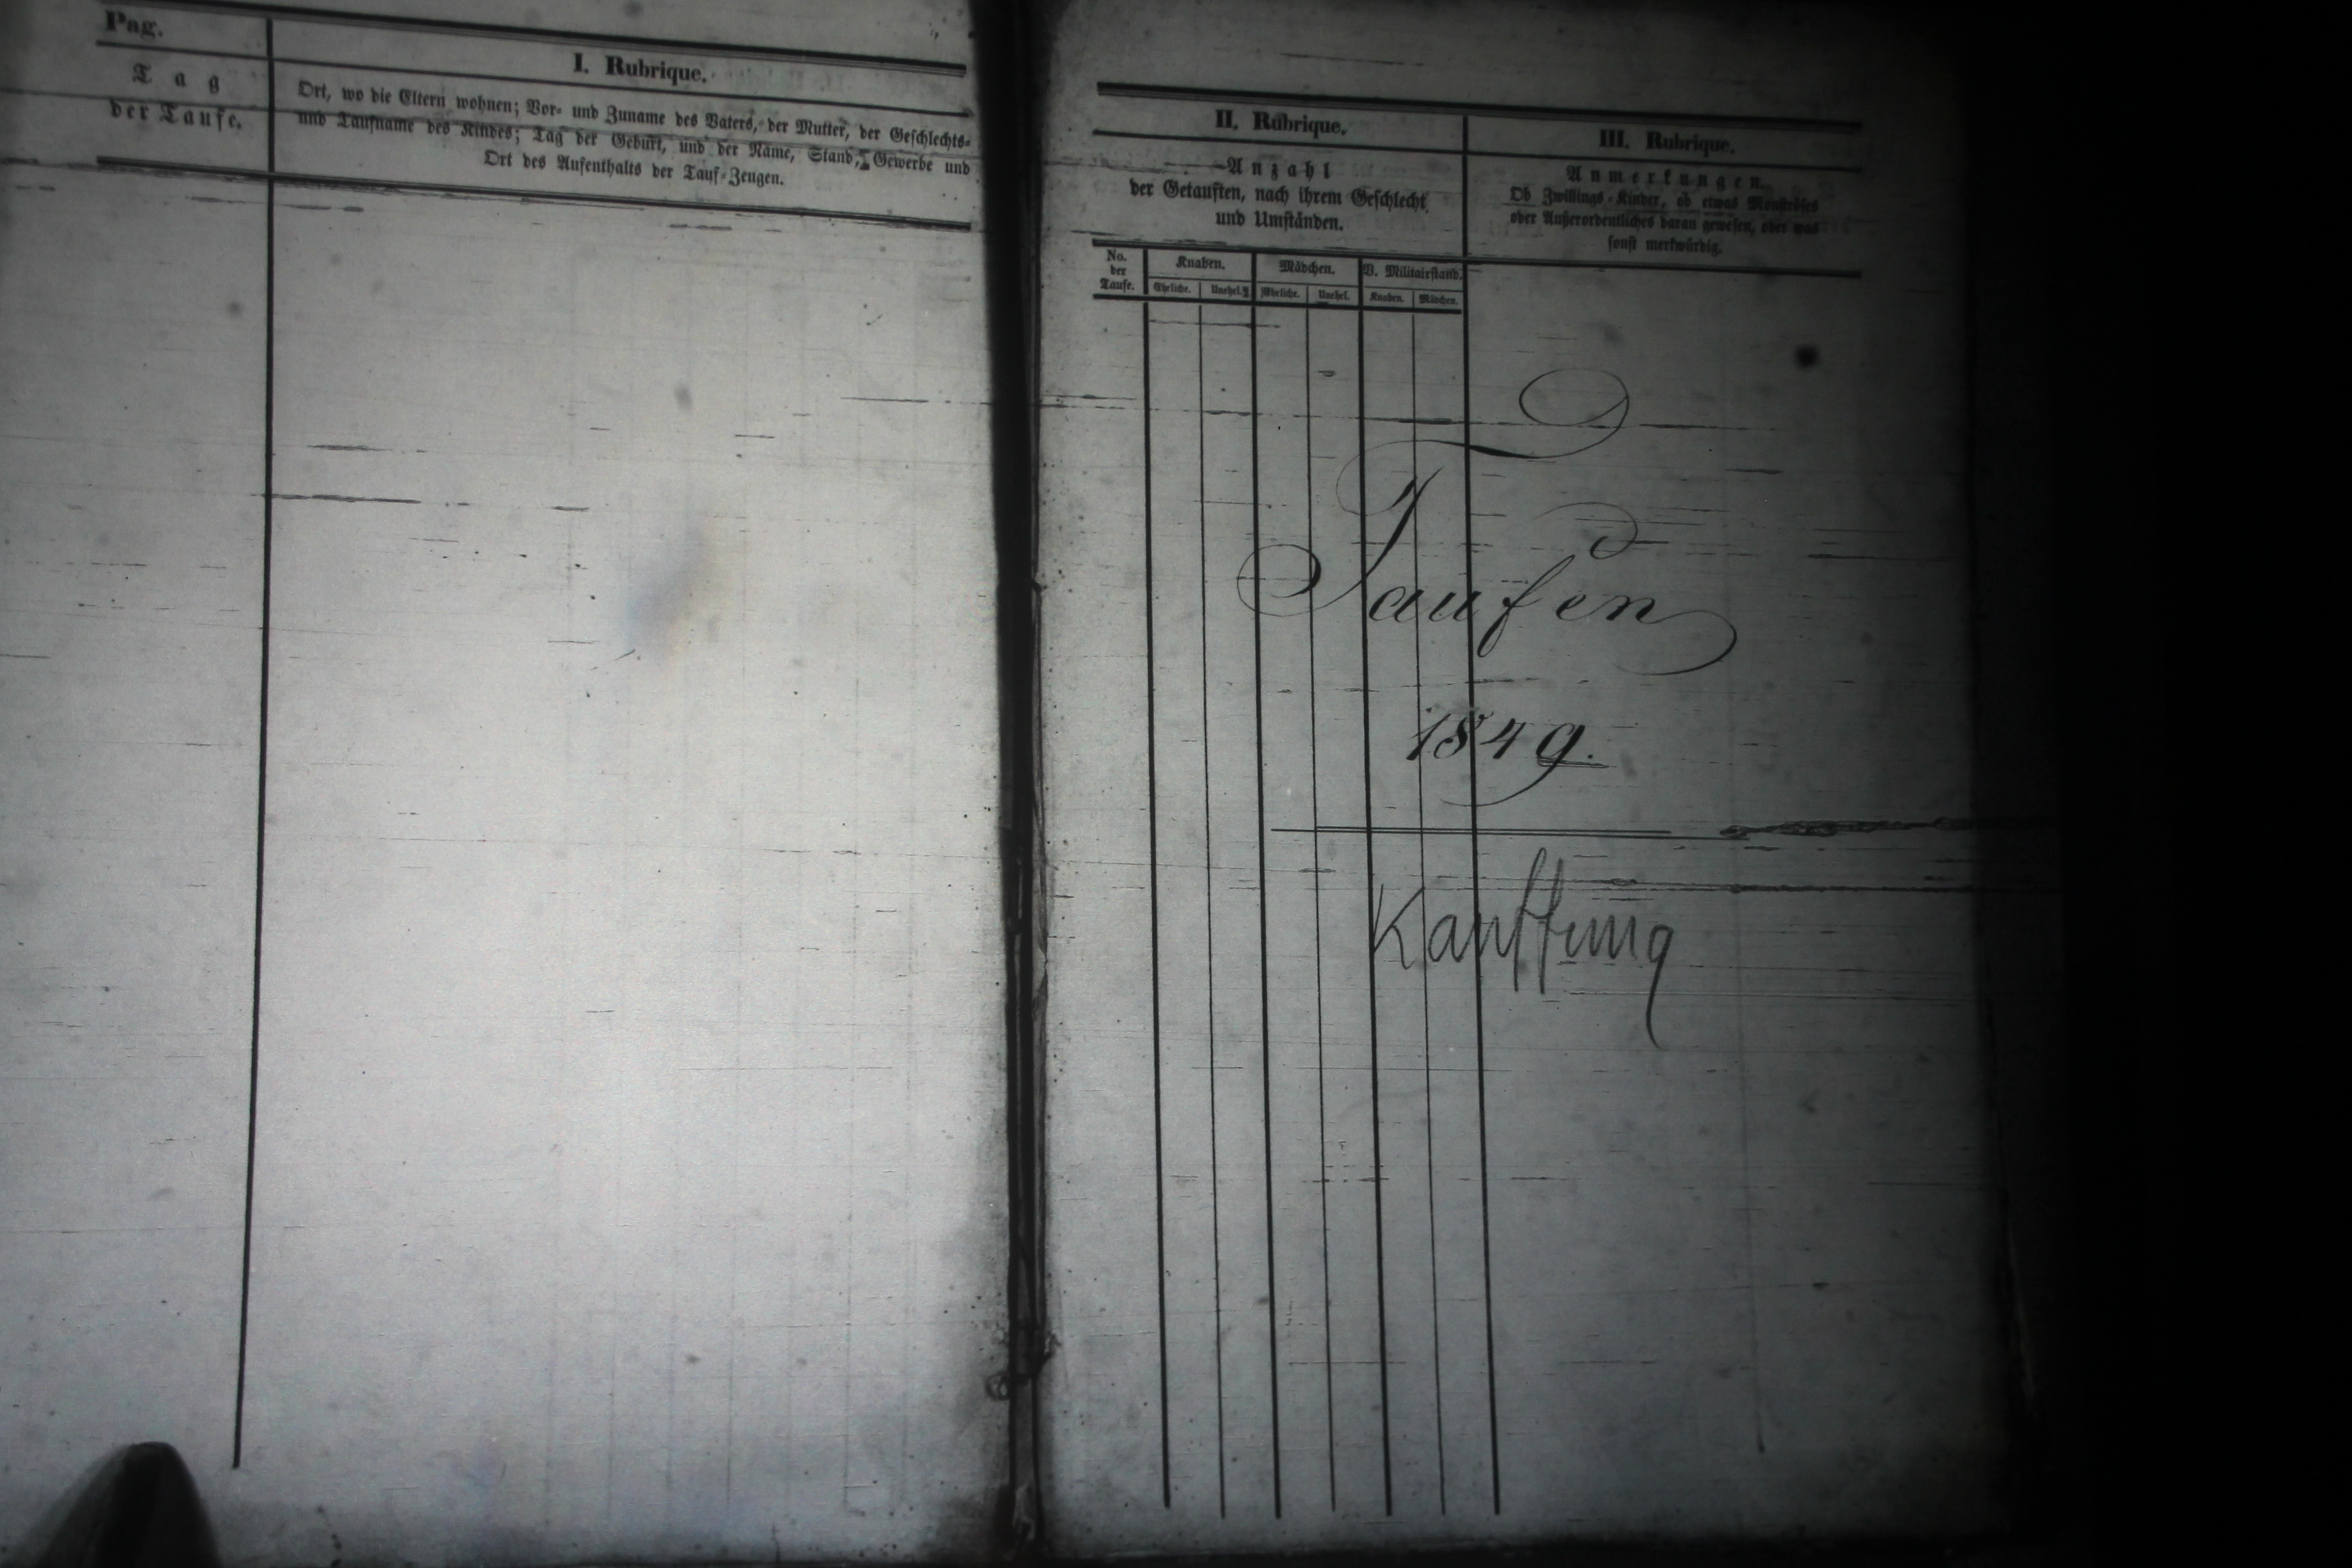 Pag.
Tag
der Taufe.
I. Rubrique.
Ort, wo die Eltern wohnen; Vor- und Zuname des Vaters, der Mutter, der Geschlechts-
und Taufname des Kindes; Tag der Geburt, und der Name, Stand, Gewerbe und
Ort des Aufenthalts der Tauf-Zeugen.
II. Rubrique.
Anzahl
der Getauften, nach ihrem Geschlecht
und Umständen.
No.
der
Taufe.
Knaben.
Mädchen.
V. Militairstand.
Eheliche.
Unehel.
Eheliche.
Unehel.
Knaben.
Mädchen.
III. Rubrique.
Anmerkungen.
Ob Zwillings-Kinder, ob etwas Monströses
oder Außerordentliches daran gewesen, oder was
sonst merkwürdig.
Taufen
1849.
Kauffung